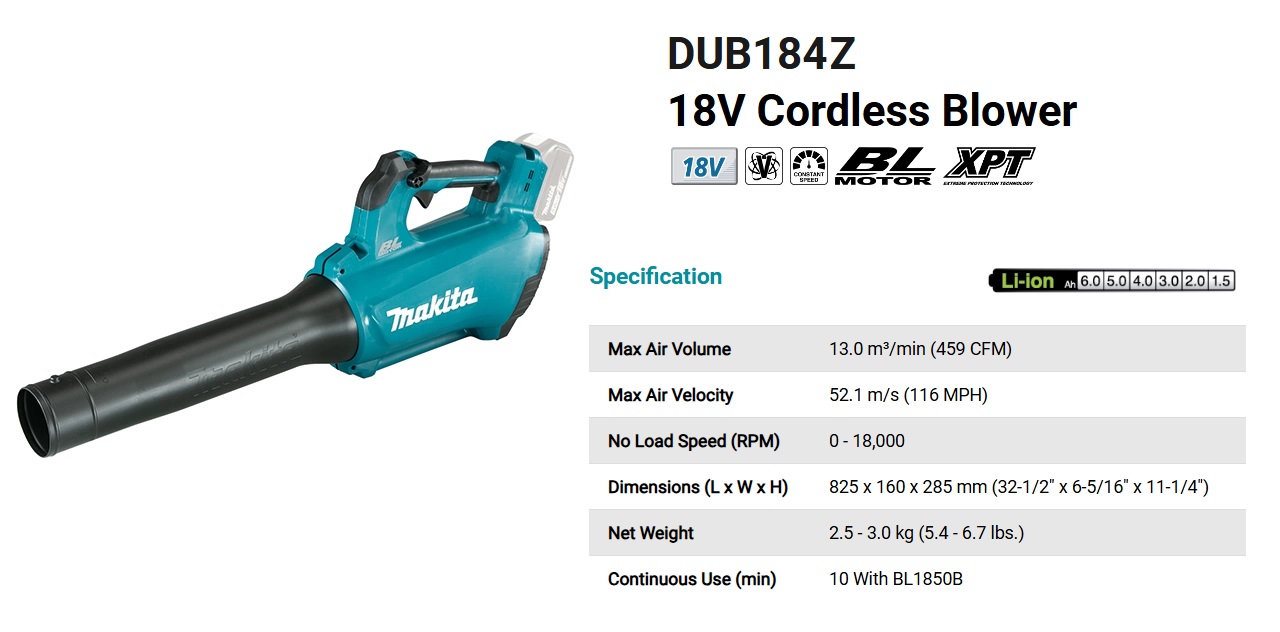 DUB184Z
18V Cordless Blower
18V
CONSTANT
SPEED
BL
MOTOR
XPT
EXTREME PROTECTION TECHNOLOGY
BL
makita
Specification
Li-ion Ah 6.0 5.0 4.0 3.0 2.0 1.5
Max Air Volume 13.0 m³/min (459 CFM)
Max Air Velocity 52.1 m/s (116 MPH)
No Load Speed (RPM) 0 - 18,000
Dimensions (L x W x H) 825 x 160 x 285 mm (32-1/2" x 6-5/16" x 11-1/4")
Net Weight 2.5 - 3.0 kg (5.4 - 6.7 lbs.)
Continuous Use (min) 10 With BL1850B